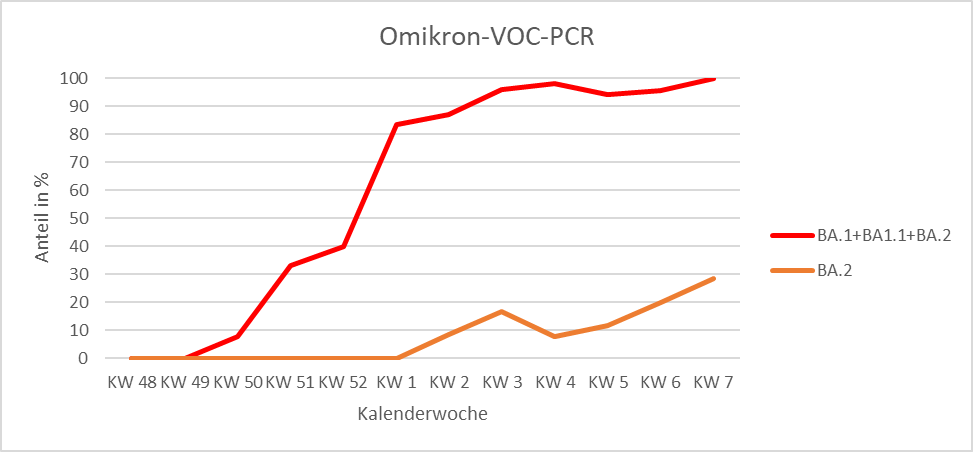 Omikron-VOC-PCR
100
90
80
70
60
50
40
30
20
10
0
Anteil in %
KW 48 KW 49 KW 50 KW 51 KW 52 KW 1 KW 2 KW 3 KW 4 KW 5 KW 6 KW 7
Kalenderwoche
BA.1+BA1.1+BA.2
BA.2